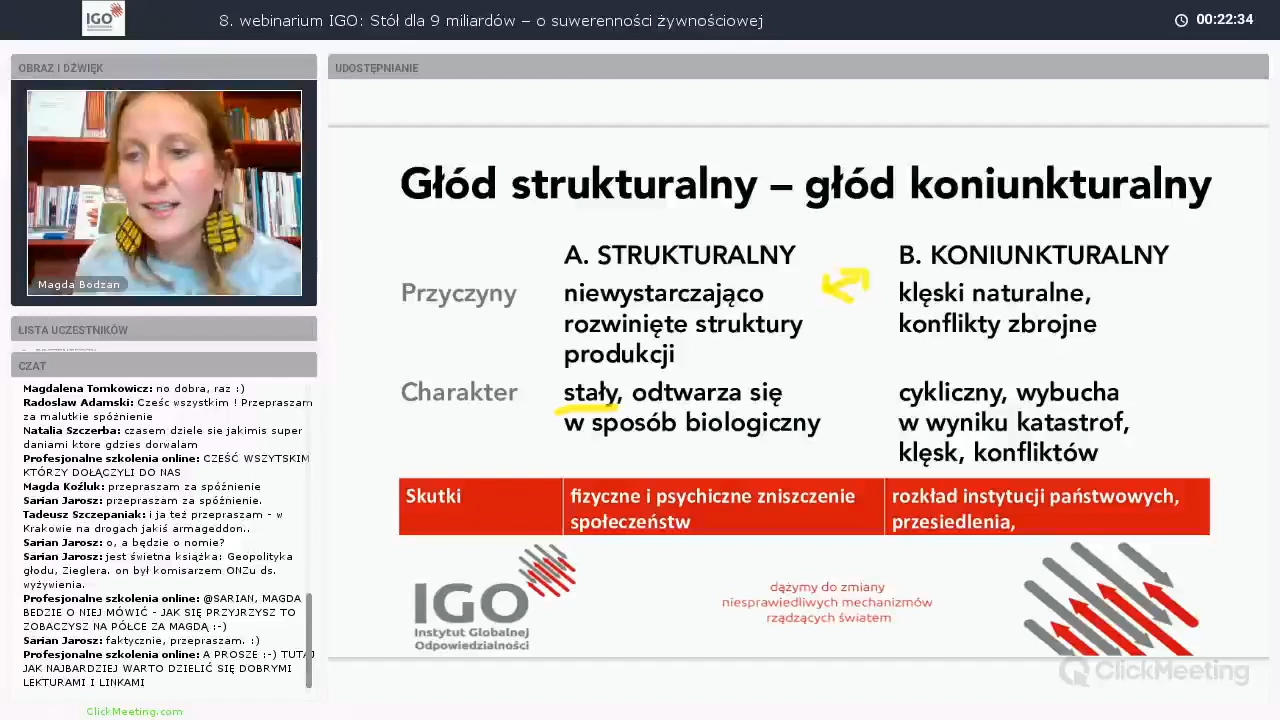 IGO
8. webinarium IGO: Stół dla 9 miliardów – o suwerenności żywnościowej
00:22:34
OBRAZ I DŹWIĘK
Magda Bodzan
LISTA UCZESTNIKÓW
CZAT
Magdalena Tomkowicz: no dobra, raz :)
Radoslaw Adamski: Cześc wszystkim ! Przepraszam
za malutkie spóżnienie
Natalia Szczerba: czasem dziele sie jakimis super
daniami ktore gdzies dorwalam
Profesjonalne szkolenia online: CZEŚĆ WSZYTSKIM
KTÓRZY DOŁĄCZYLI DO NAS
Magda Koźluk: przepraszam za spóźnienie
Sarian Jarosz: przepraszam za spóźnienie.
Tadeusz Szczepaniak: i ja też przepraszam - w
Krakowie na drogach jakiś armageddon..
Sarian Jarosz: o, a będzie o nomie?
Sarian Jarosz: jest świetna książka: Geopolityka
głodu, Zieglera. on był komisarzem ONZu ds.
wyżywienia.
Profesjonalne szkolenia online: @SARIAN, MAGDA
BEDZIE O NIEJ MÓWIĆ - JAK SIĘ PRZYJRZYSZ TO
ZOBACZYSZ NA PÓŁCE ZA MAGDĄ :-)
Sarian Jarosz: faktycznie, przepraszam. :)
Profesjonalne szkolenia online: A PROSZE :-) TUTAJ
JAK NAJBARDZIEJ WARTO DZIELIĆ SIĘ DOBRYMI
LEKTURAMI I LINKAMI
ClickMeeting.com
UDOSTĘPNIANIE
Głód strukturalny – głód koniunkturalny
A. STRUKTURALNY
B. KONIUNKTURALNY
Przyczyny
niewystarczająco
rozwinięte struktury
produkcji
klęski naturalne,
konflikty zbrojne
Charakter
stały, odtwarza się
w sposób biologiczny
cykliczny, wybucha
w wyniku katastrof,
klęsk, konfliktów
Skutki
fizyczne i psychiczne zniszczenie
społeczeństw
rozkład instytucji państwowych,
przesiedlenia,
IGO
Instytut Globalnej
Odpowiedzialności
dążymy do zmiany
niesprawiedliwych mechanizmów
rządzących światem
ClickMeeting